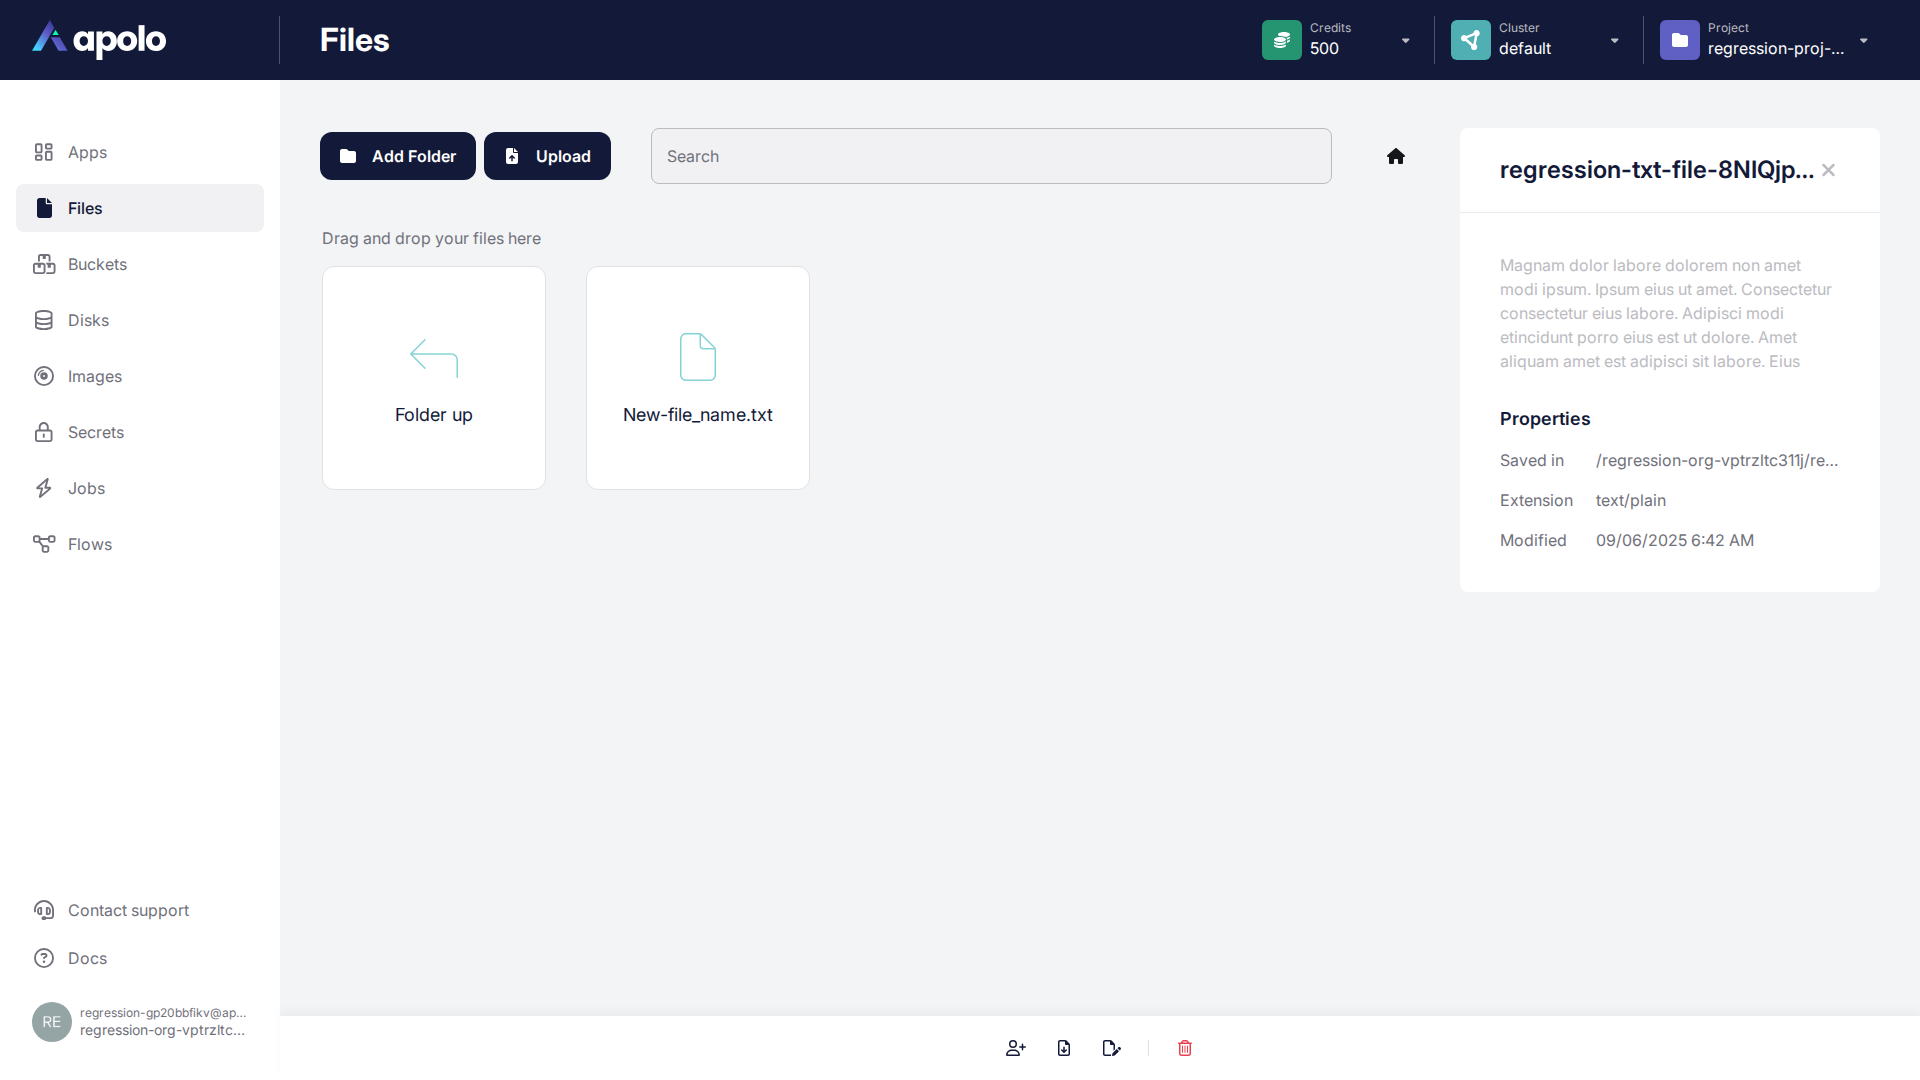 apolo
Files
Credits
500
Cluster
default
Project
regression-proj-...
Apps
Files
Buckets
Disks
Images
Secrets
Jobs
Flows
Contact support
Docs
RE
regression-gp20bbfikv@ap...
regression-org-vptrzltc...
Add Folder
Upload
Search
Drag and drop your files here
Folder up
New-file_name.txt
regression-txt-file-8NIQjp...
Magnam dolor labore dolorem non amet
modi ipsum. Ipsum eius ut amet. Consectetur
consectetur eius labore. Adipisci modi
etincidunt porro eius est ut dolore. Amet
aliquam amet est adipisci sit labore. Eius
Properties
Saved in /regression-org-vptrzltc311j/re...
Extension text/plain
Modified 09/06/2025 6:42 AM